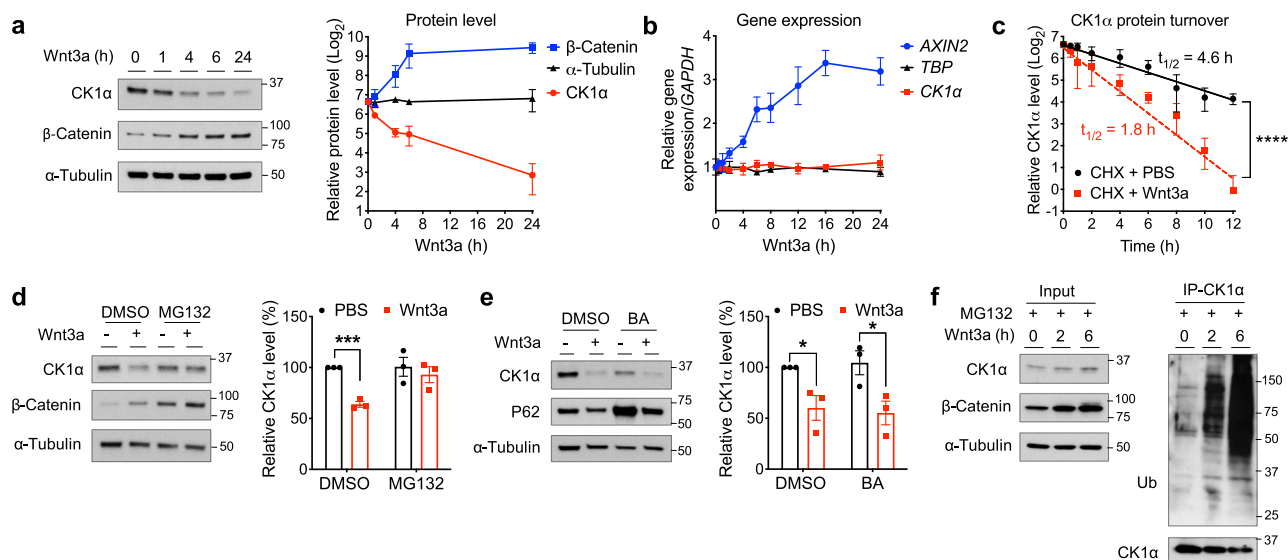 a
Wnt3a (h) 0 1 4 6 24
CK1α
37
β-Catenin
100
75
α-Tubulin
50
Protein level
Relative protein level (Log2)
10
9
8
7
6
5
4
3
2
1
0
0 4 8 12 16 20 24
Wnt3a (h)
β-Catenin
α-Tubulin
CK1α
b
Gene expression
Relative gene
expression/GAPDH
4
3
2
1
0 4 8 12 16 20 24
Wnt3a (h)
AXIN2
TBP
CK1α
c
CK1α protein turnover
Relative CK1α level (Log2)
7
6
5
4
3
2
1
0
-1
t1/2 = 4.6 h
t1/2 = 1.8 h
****
CHX + PBS
CHX + Wnt3a
0 2 4 6 8 10 12
Time (h)
d
DMSO MG132
Wnt3a - + - +
CK1α
37
β-Catenin
100
75
α-Tubulin
50
PBS Wnt3a
Relative CK1α level (%)
150
100
50
0
***
DMSO MG132
e
DMSO BA
Wnt3a - + - +
CK1α
37
P62
75
50
α-Tubulin
50
PBS Wnt3a
Relative CK1α level (%)
150
100
50
0
* *
DMSO BA
f
Input IP-CK1α
MG132 + + + + + +
Wnt3a (h) 0 2 6 0 2 6
CK1α
37
β-Catenin
100
75
α-Tubulin
50
Ub
150
100
75
50
37
25
CK1α
37